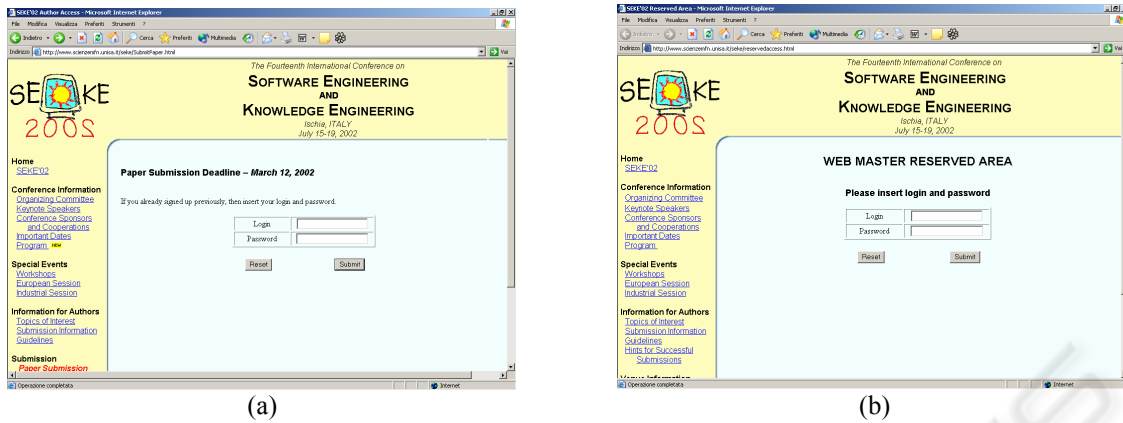 SEKE'02 Author Access - Microsoft Internet Explorer
File Modifica Visualizza Preferiti Strumenti ?
Indietro Cerca Preferiti Multimedia
Indirizzo http://www.scienzemfn.unisa.it/seke/SubmitPaper.html Vai
SEKE
2002
The Fourteenth International Conference on
SOFTWARE ENGINEERING
AND
KNOWLEDGE ENGINEERING
Ischia, ITALY
July 15-19, 2002
Home
SEKE'02
Conference Information
Organizing Committee
Keynote Speakers
Conference Sponsors
and Cooperations
Important Dates
Program NEW
Special Events
Workshops
European Session
Industrial Session
Information for Authors
Topics of Interest
Submission Information
Guidelines
Submission
Paper Submission
Paper Submission Deadline – March 12, 2002
If you already signed up previously, then insert your login and password.
Login
Password
Reset Submit
Operazione completata Internet
(a)
SEKE'02 Reserved Area - Microsoft Internet Explorer
File Modifica Visualizza Preferiti Strumenti ?
Indietro Cerca Preferiti Multimedia
Indirizzo http://www.scienzemfn.unisa.it/seke/reservedaccess.html Vai
SEKE
2002
The Fourteenth International Conference on
SOFTWARE ENGINEERING
AND
KNOWLEDGE ENGINEERING
Ischia, ITALY
July 15-19, 2002
Home
SEKE'02
Conference Information
Organizing Committee
Keynote Speakers
Conference Sponsors
and Cooperations
Important Dates
Program
Special Events
Workshops
European Session
Industrial Session
Information for Authors
Topics of Interest
Submission Information
Guidelines
Hints for Successful
Submissions
WEB MASTER RESERVED AREA
Please insert login and password
Login
Password
Reset Submit
Operazione completata Internet
(b)